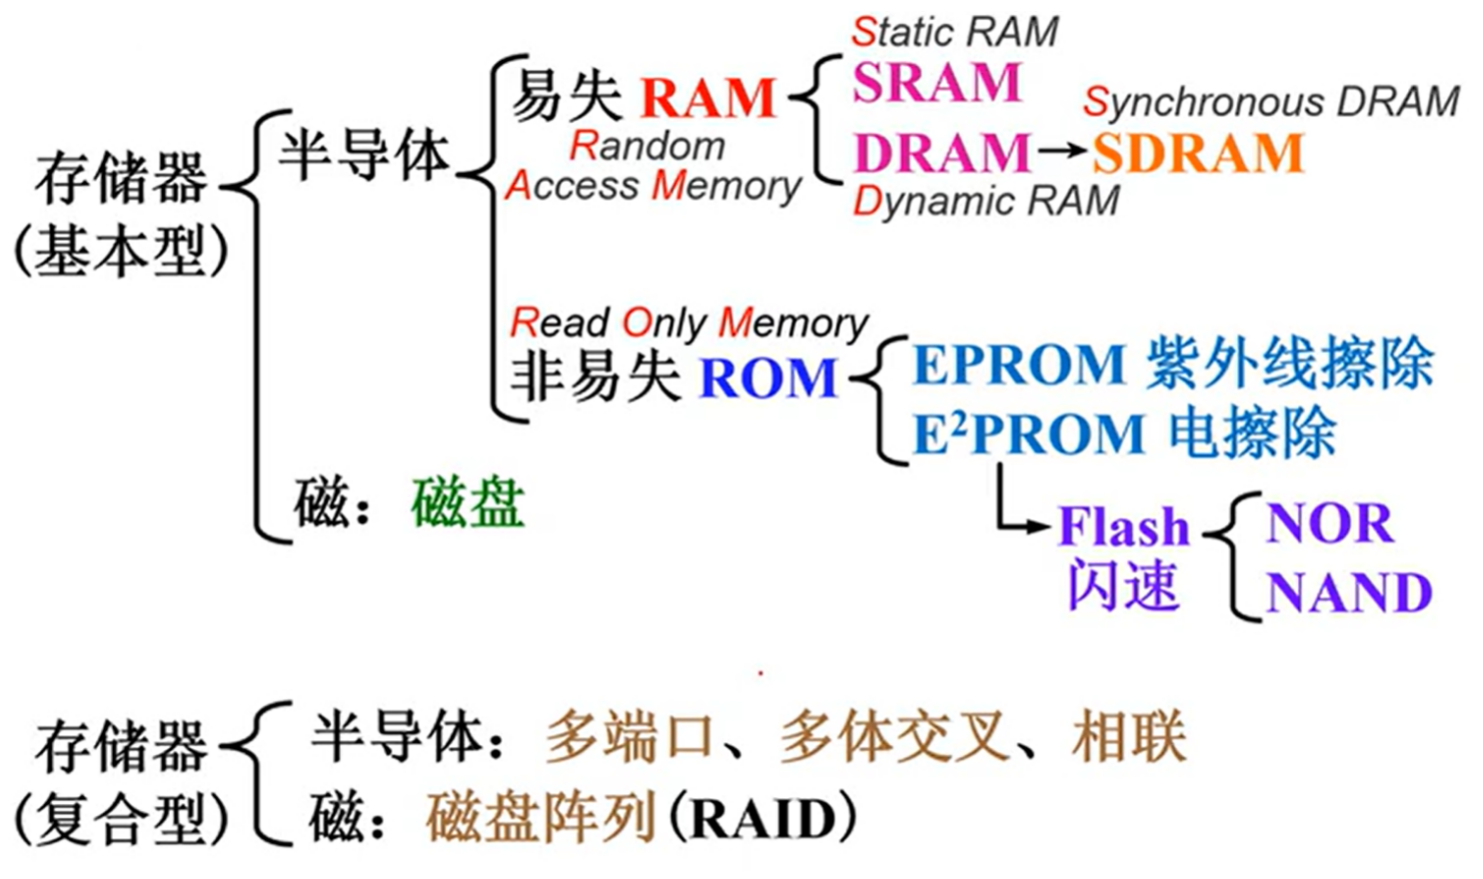 Static RAM
易失 RAM
SRAM
Synchronous DRAM
半导体
Random
DRAM
SDRAM
存储器
Access Memory
Dynamic RAM
(基本型)
Read Only Memory
非易失 ROM
EPROM 紫外线擦除
E²PROM 电擦除
磁：磁盘
Flash
NOR
闪速
NAND
存储器
半导体：多端口、多体交叉、相联
(复合型)
磁：磁盘阵列(RAID)